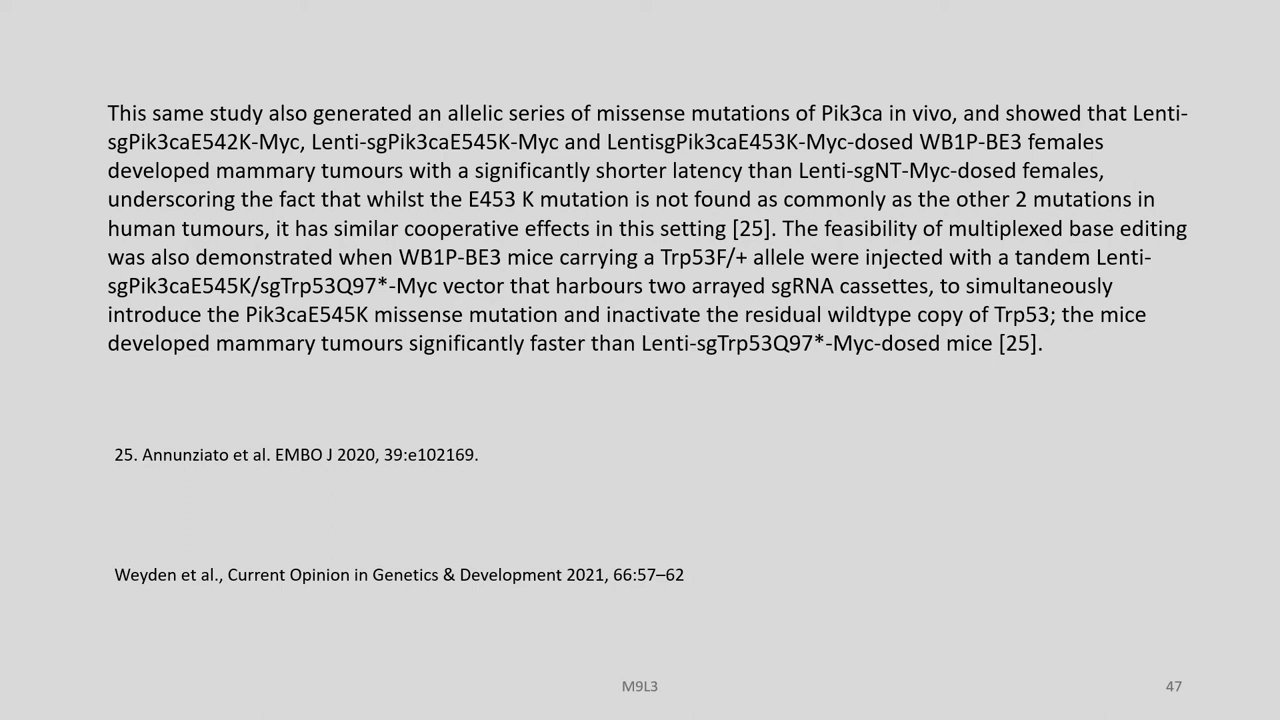 This same study also generated an allelic series of missense mutations of Pik3ca in vivo, and showed that Lenti-
sgPik3caE542K-Myc, Lenti-sgPik3caE545K-Myc and LentisgPik3caE453K-Myc-dosed WB1P-BE3 females
developed mammary tumours with a significantly shorter latency than Lenti-sgNT-Myc-dosed females,
underscoring the fact that whilst the E453 K mutation is not found as commonly as the other 2 mutations in
human tumours, it has similar cooperative effects in this setting [25]. The feasibility of multiplexed base editing
was also demonstrated when WB1P-BE3 mice carrying a Trp53F/+ allele were injected with a tandem Lenti-
sgPik3caE545K/sgTrp53Q97*-Myc vector that harbours two arrayed sgRNA cassettes, to simultaneously
introduce the Pik3caE545K missense mutation and inactivate the residual wildtype copy of Trp53; the mice
developed mammary tumours significantly faster than Lenti-sgTrp53Q97*-Myc-dosed mice [25].
25. Annunziato et al. EMBO J 2020, 39:e102169.
Weyden et al., Current Opinion in Genetics & Development 2021, 66:57–62
M9L3
47